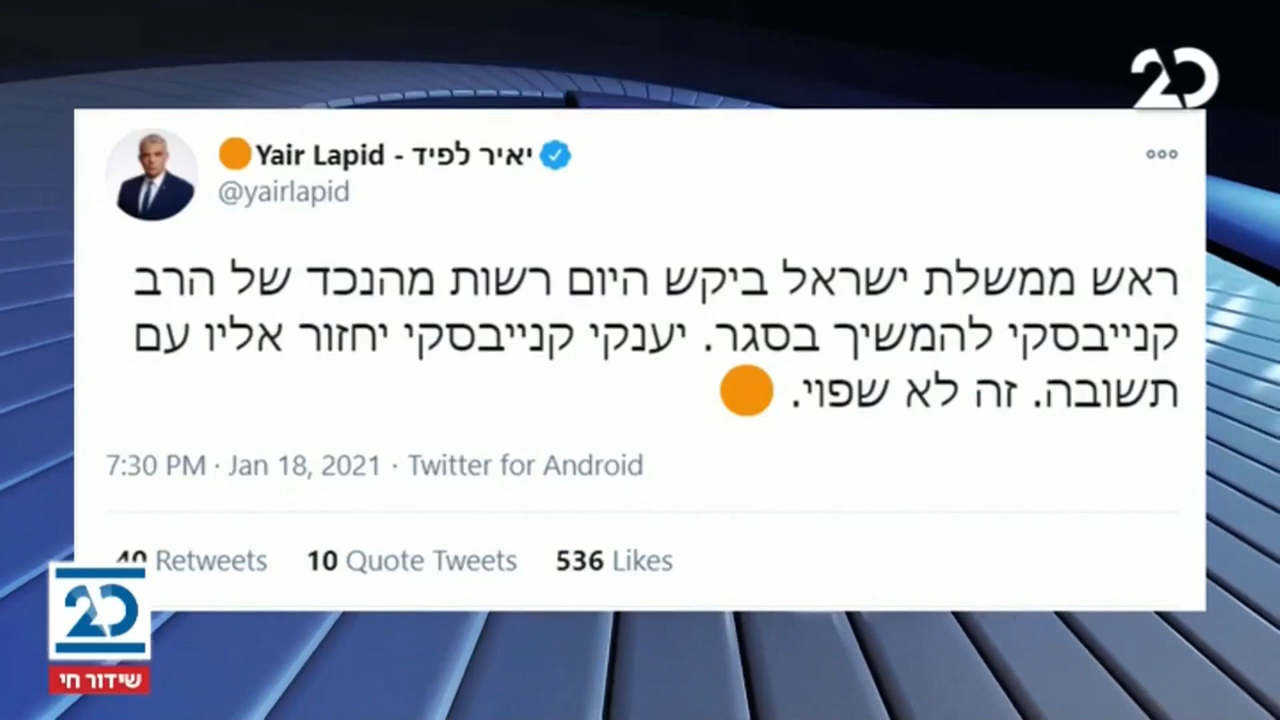 20
Yair Lapid - יאיר לפיד
@yairlapid
ראש ממשלת ישראל ביקש היום רשות מהנכד של הרב
קנייבסקי להמשיך בסגר. יענקי קנייבסקי יחזור אליו עם
תשובה. זה לא שפוי.
7:30 PM · Jan 18, 2021 · Twitter for Android
40 Retweets 10 Quote Tweets 536 Likes
20
שידור חי